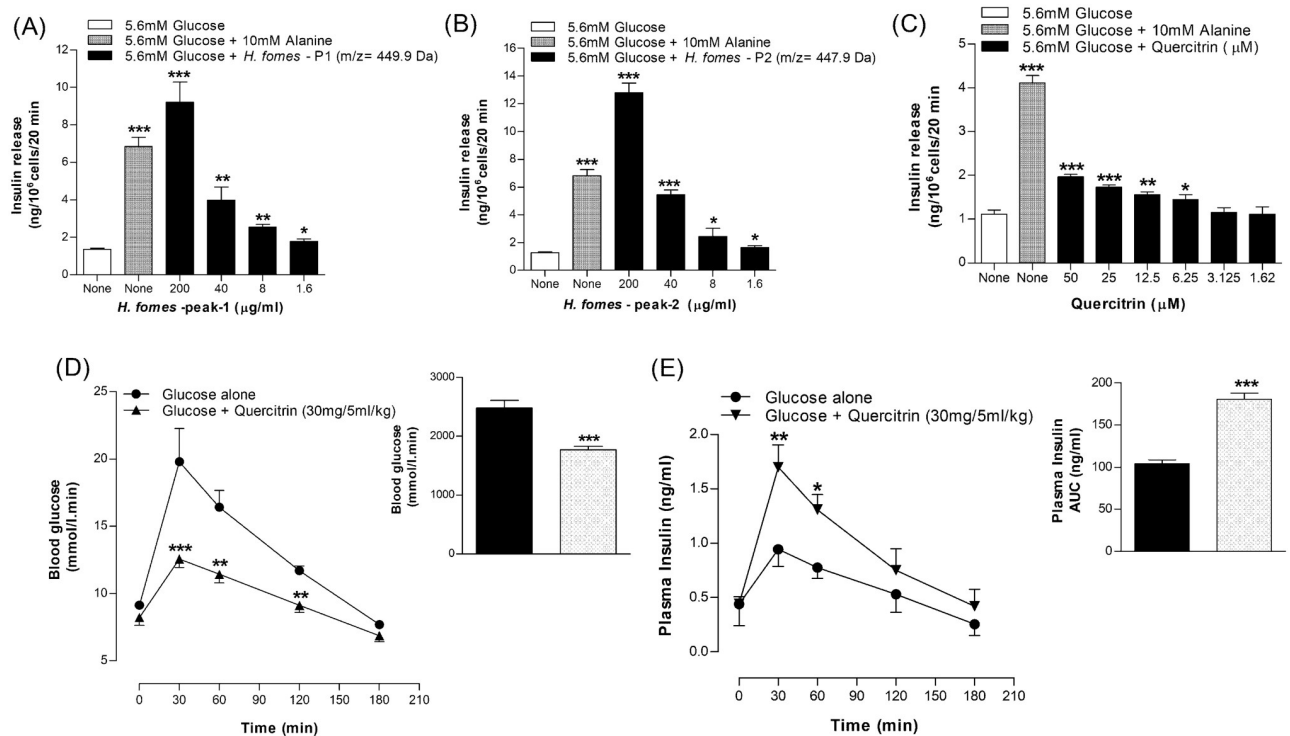 (A)
5.6mM Glucose
5.6mM Glucose + 10mM Alanine
5.6mM Glucose + H. fomes - P1 (m/z= 449.9 Da)
Insulin release
(ng/10⁶cells/20 min
12
10
8
6
4
2
0
***
***
**
**
*
None
None
200
40
8
1.6
H. fomes -peak-1 (μg/ml)
(B)
5.6mM Glucose
5.6mM Glucose + 10mM Alanine
5.6mM Glucose + H. fomes - P2 (m/z= 447.9 Da)
Insulin release
(ng/10⁶cells/20 min
16
14
12
10
8
6
4
2
0
***
***
***
*
*
None
None
200
40
8
1.6
H. fomes - peak-2 (μg/ml)
(C)
5.6mM Glucose
5.6mM Glucose + 10mM Alanine
5.6mM Glucose + Quercitrin (μM)
Insulin release
(ng/10⁶cells/20 min
5
4
3
2
1
0
***
***
***
**
*
None
None
50
25
12.5
6.25
3.125
1.62
Quercitrin (μM)
(D)
Glucose alone
Glucose + Quercitrin (30mg/5ml/kg)
Blood glucose
(mmol/l.min)
25
20
15
10
5
***
**
**
0
30
60
90
120
150
180
210
Time (min)
Blood glucose
(mmol/l.min)
3000
2000
1000
0
***
(E)
Glucose alone
Glucose + Quercitrin (30mg/5ml/kg)
Plasma Insulin (ng/ml)
2.0
1.5
1.0
0.5
0.0
**
*
0
30
60
90
120
150
180
210
Time (min)
Plasma Insulin
AUC (ng/ml)
200
150
100
50
0
***